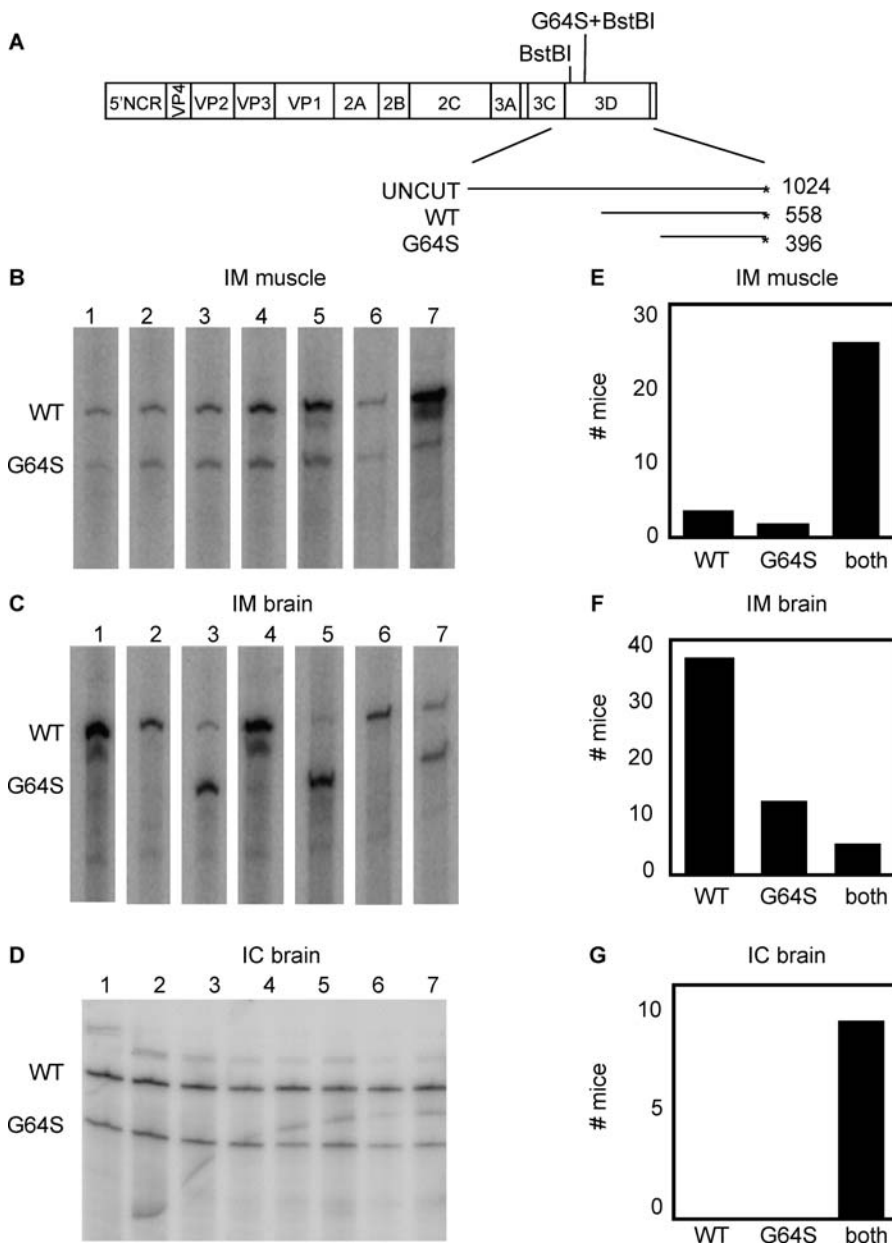 A
G64S+BstBI
BstBI
5'NCR VP4 VP2 VP3 VP1 2A 2B 2C 3A 3C 3D
UNCUT * 1024
WT * 558
G64S * 396
B IM muscle
1 2 3 4 5 6 7
WT
G64S
E IM muscle
30
20
10
0
# mice
WT G64S both
C IM brain
1 2 3 4 5 6 7
WT
G64S
F IM brain
40
30
20
10
0
# mice
WT G64S both
D IC brain
1 2 3 4 5 6 7
WT
G64S
G IC brain
10
5
0
# mice
WT G64S both